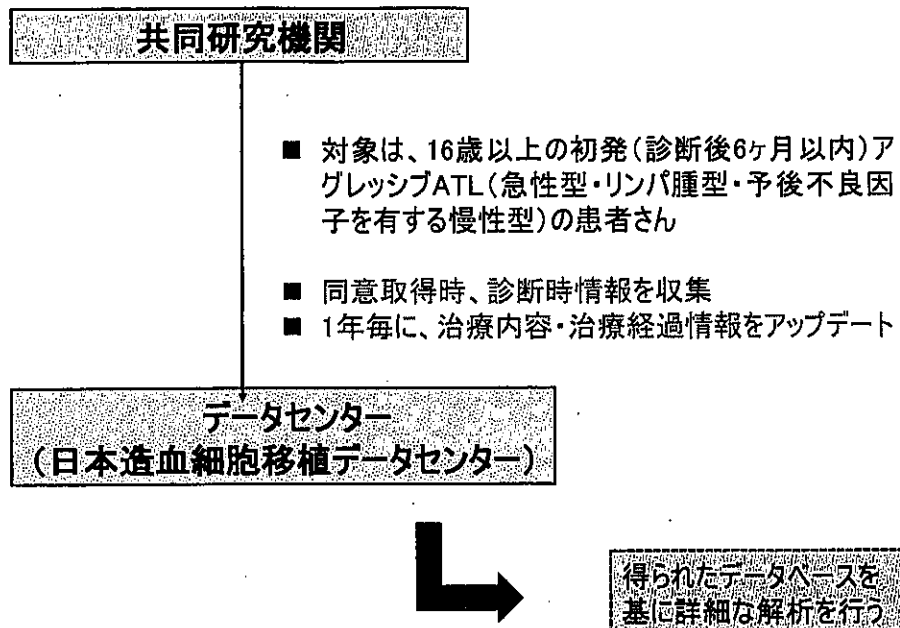 共同研究機関
■ 対象は、16歳以上の初発(診断後6ヶ月以内)ア
グレッシブATL(急性型・リンパ腫型・予後不良因
子を有する慢性型)の患者さん
■ 同意取得時、診断時情報を収集
■ 1年毎に、治療内容・治療経過情報をアップデート
データセンター
(日本造血細胞移植データセンター)
得られたデータベースを
基に詳細な解析を行う